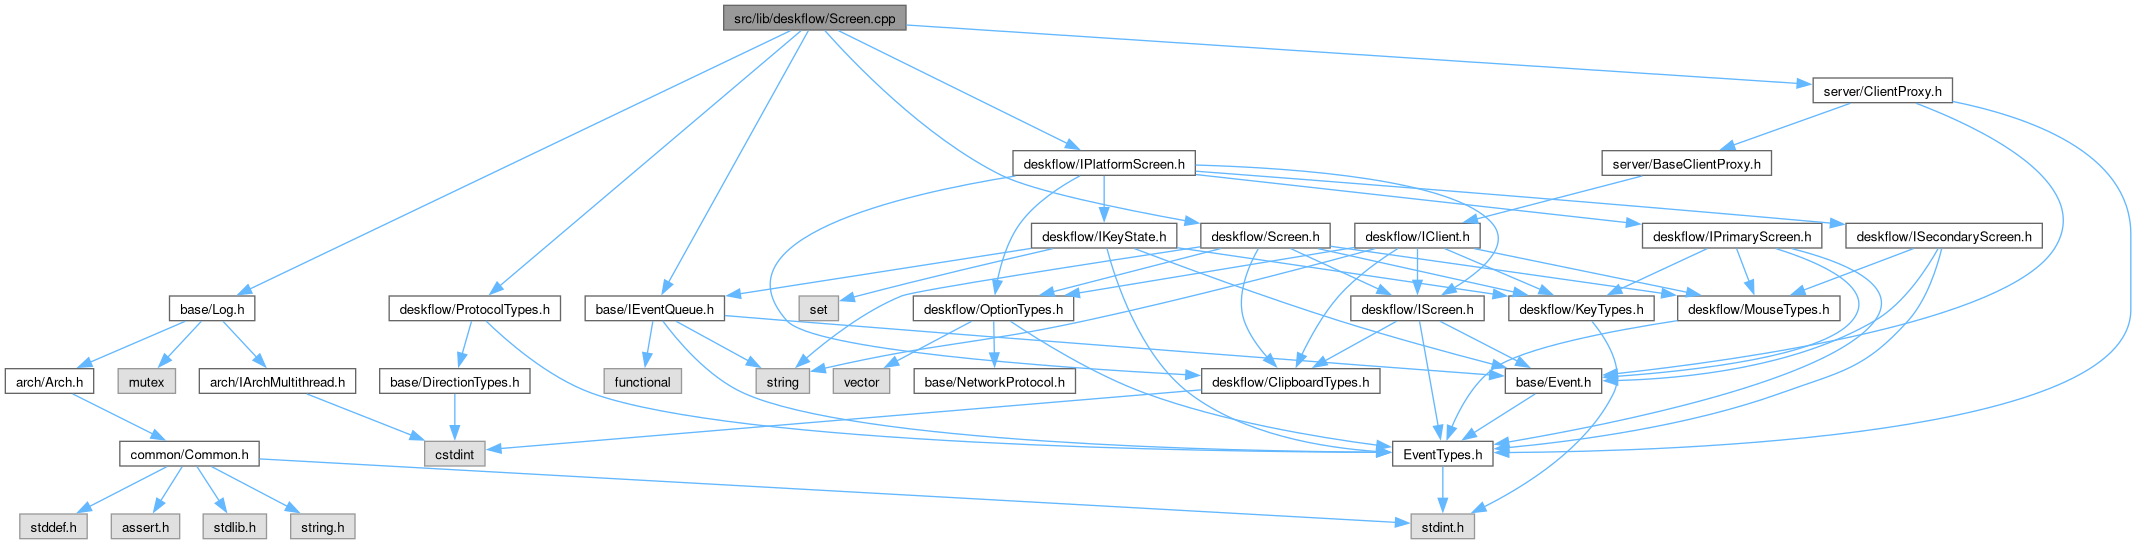 src/lib/deskflow/Screen.cpp
server/ClientProxy.h
deskflow/IPlatformScreen.h
server/BaseClientProxy.h
deskflow/IKeyState.h
deskflow/Screen.h
deskflow/IClient.h
deskflow/IPrimaryScreen.h
deskflow/ISecondaryScreen.h
base/Log.h
deskflow/ProtocolTypes.h
base/IEventQueue.h
set
deskflow/OptionTypes.h
deskflow/IScreen.h
deskflow/KeyTypes.h
deskflow/MouseTypes.h
arch/Arch.h
mutex
arch/IArchMultithread.h
base/DirectionTypes.h
functional
string
vector
base/NetworkProtocol.h
deskflow/ClipboardTypes.h
base/Event.h
common/Common.h
cstdint
EventTypes.h
stddef.h
assert.h
stdlib.h
string.h
stdint.h